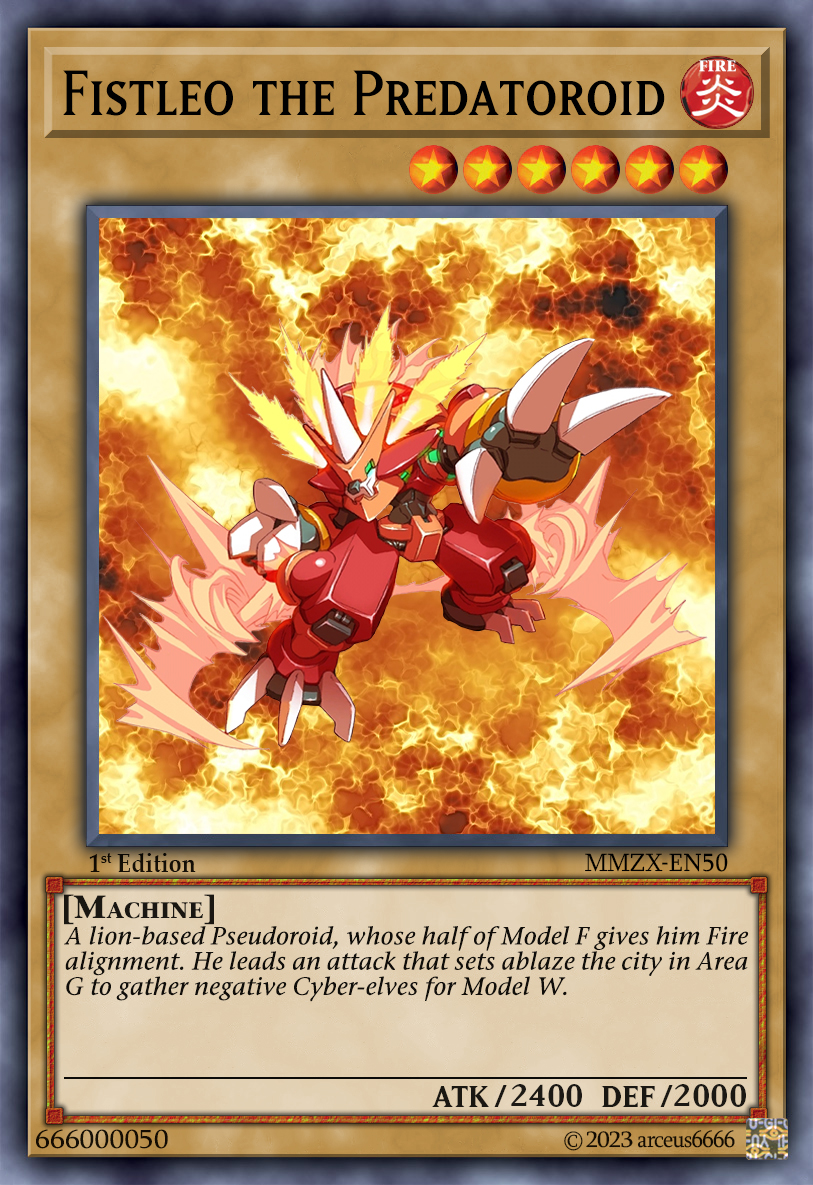 Fistleo the Predatoroid
FIRE
炎
1st Edition
MMZX-EN50
[Machine]
A lion-based Pseudoroid, whose half of Model F gives him Fire
alignment. He leads an attack that sets ablaze the city in Area
G to gather negative Cyber-elves for Model W.
ATK/2400 DEF/2000
666000050
© 2023 arceus6666